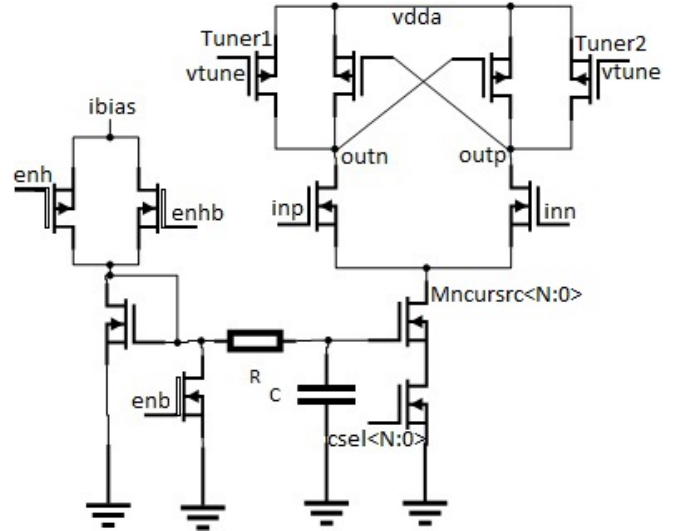 vdda
Tuner1
Tuner2
vtune
vtune
ibias
outn
outp
enh
enhb
inp
inn
Mncursrc<N:0>
R
C
enb
csel<N:0>